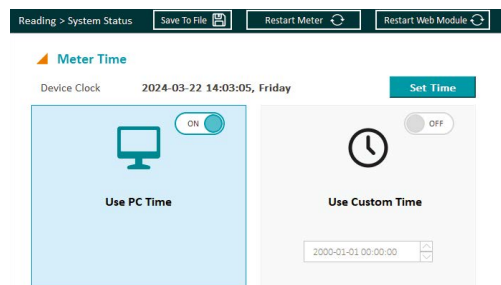 Reading > System Status Save To File Restart Meter Restart Web Module
Meter Time
Device Clock 2024-03-22 14:03:05, Friday Set Time
ON OFF
Use PC Time Use Custom Time
2000-01-01 00:00:00